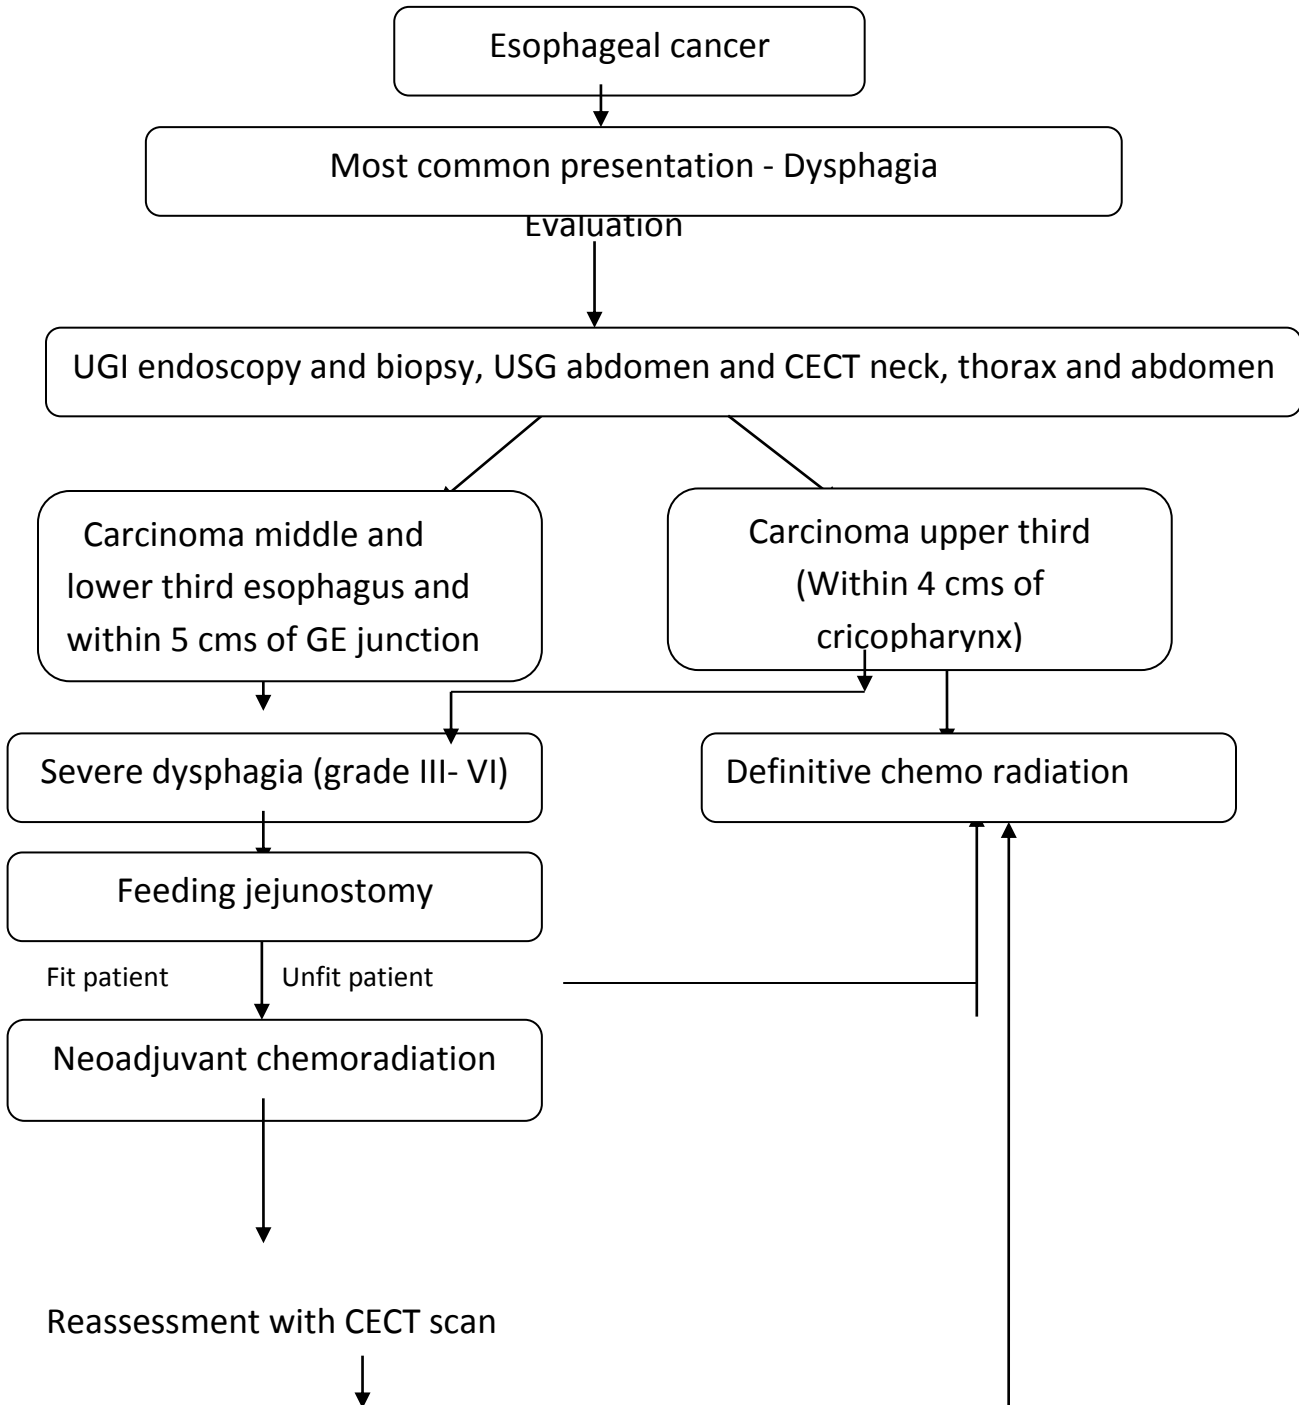 Esophageal cancer
Most common presentation - Dysphagia
Evaluation
UGI endoscopy and biopsy, USG abdomen and CECT neck, thorax and abdomen
Carcinoma middle and
lower third esophagus and
within 5 cms of GE junction
Carcinoma upper third
(Within 4 cms of
cricopharynx)
Severe dysphagia (grade III- VI)
Definitive chemo radiation
Feeding jejunostomy
Fit patient
Unfit patient
Neoadjuvant chemoradiation
Reassessment with CECT scan